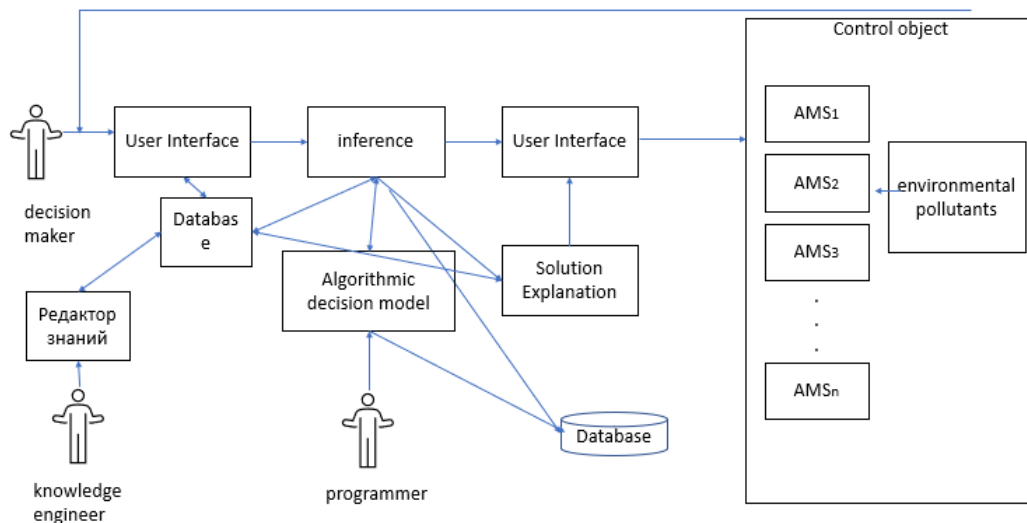 Control object
AMS1
User Interface
inference
User Interface
AMS2
environmental
pollutants
decision
maker
Databas
e
AMS3
Algorithmic
decision model
Solution
Explanation
Редактор
знаний
.
.
.
AMSn
Database
knowledge
engineer
programmer